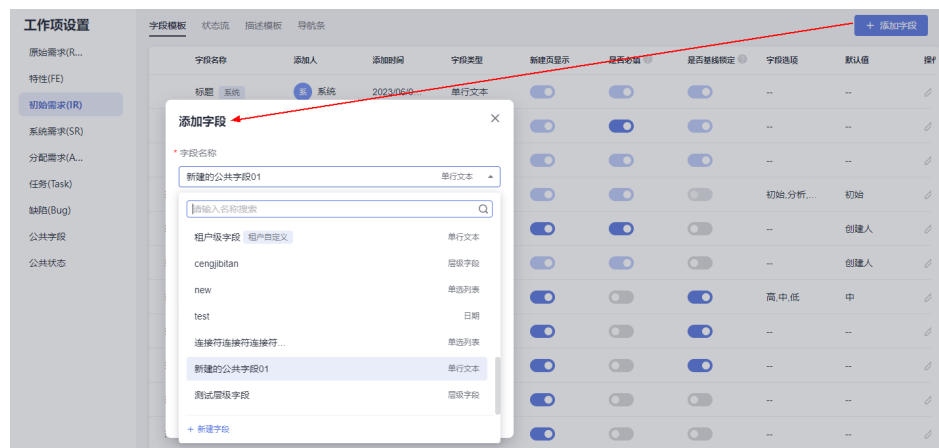 工作项设置
字段模板 状态流 描述模板 导航条
+ 添加字段
原始需求(R...
特性(FE)
初始需求(IR)
系统需求(SR)
分配需求(A...
任务(Task)
缺陷(Bug)
公共字段
公共状态
字段名称 添加人 添加时间 字段类型 新建页显示 是否必填 是否基线锁定 字段选项 默认值 操作
标题 系统 系 系统 2023/06/0... 单行文本 -- --
-- --
-- --
初始,分析,... 初始
-- 创建人
-- 创建人
高,中,低 中
-- --
-- --
-- --
-- --
添加字段
* 字段名称
新建的公共字段01 单行文本
请输入名称搜索
租户级字段 租户自定义 单行文本
cengjibitan 层级字段
new 单选列表
test 日期
连接符连接符连接符... 单选列表
新建的公共字段01 单行文本
测试层级字段 层级字段
+ 新建字段